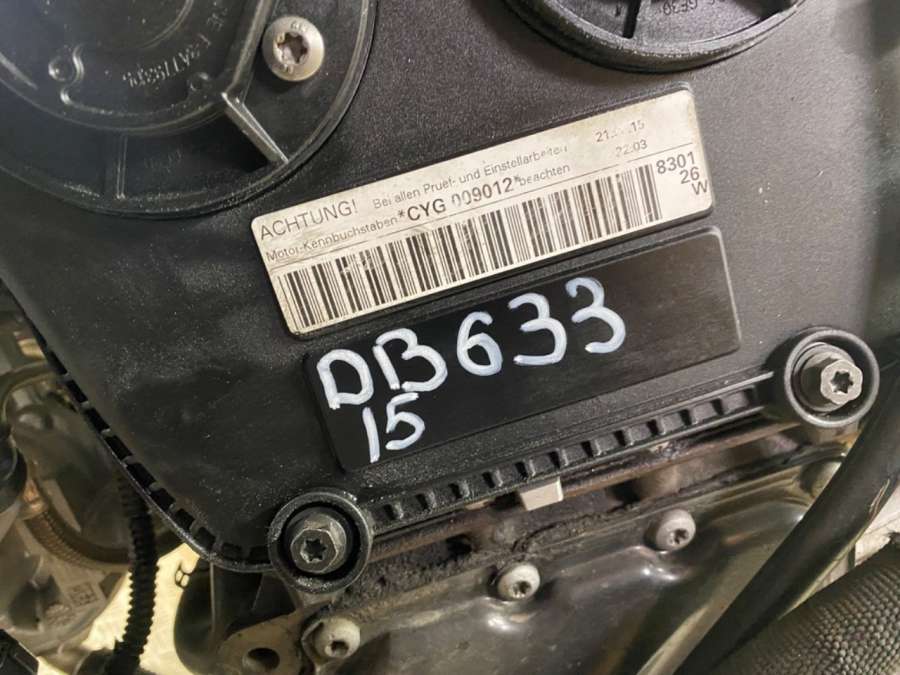 ACHTUNG! Bei allen Pruef- und Einstellarbeiten
Motor-Kennbuchstaben *CYG 009012* beachten
22:03
8301
26
W
DB633
15